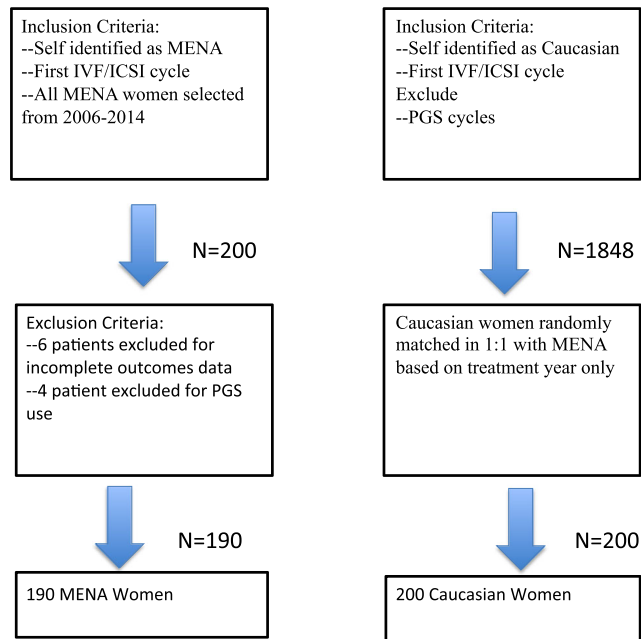 Inclusion Criteria:
--Self identified as MENA
--First IVF/ICSI cycle
--All MENA women selected
from 2006-2014
N=200
Exclusion Criteria:
--6 patients excluded for
incomplete outcomes data
--4 patient excluded for PGS
use
N=190
190 MENA Women
Inclusion Criteria:
--Self identified as Caucasian
--First IVF/ICSI cycle
Exclude
--PGS cycles
N=1848
Caucasian women randomly
matched in 1:1 with MENA
based on treatment year only
N=200
200 Caucasian Women